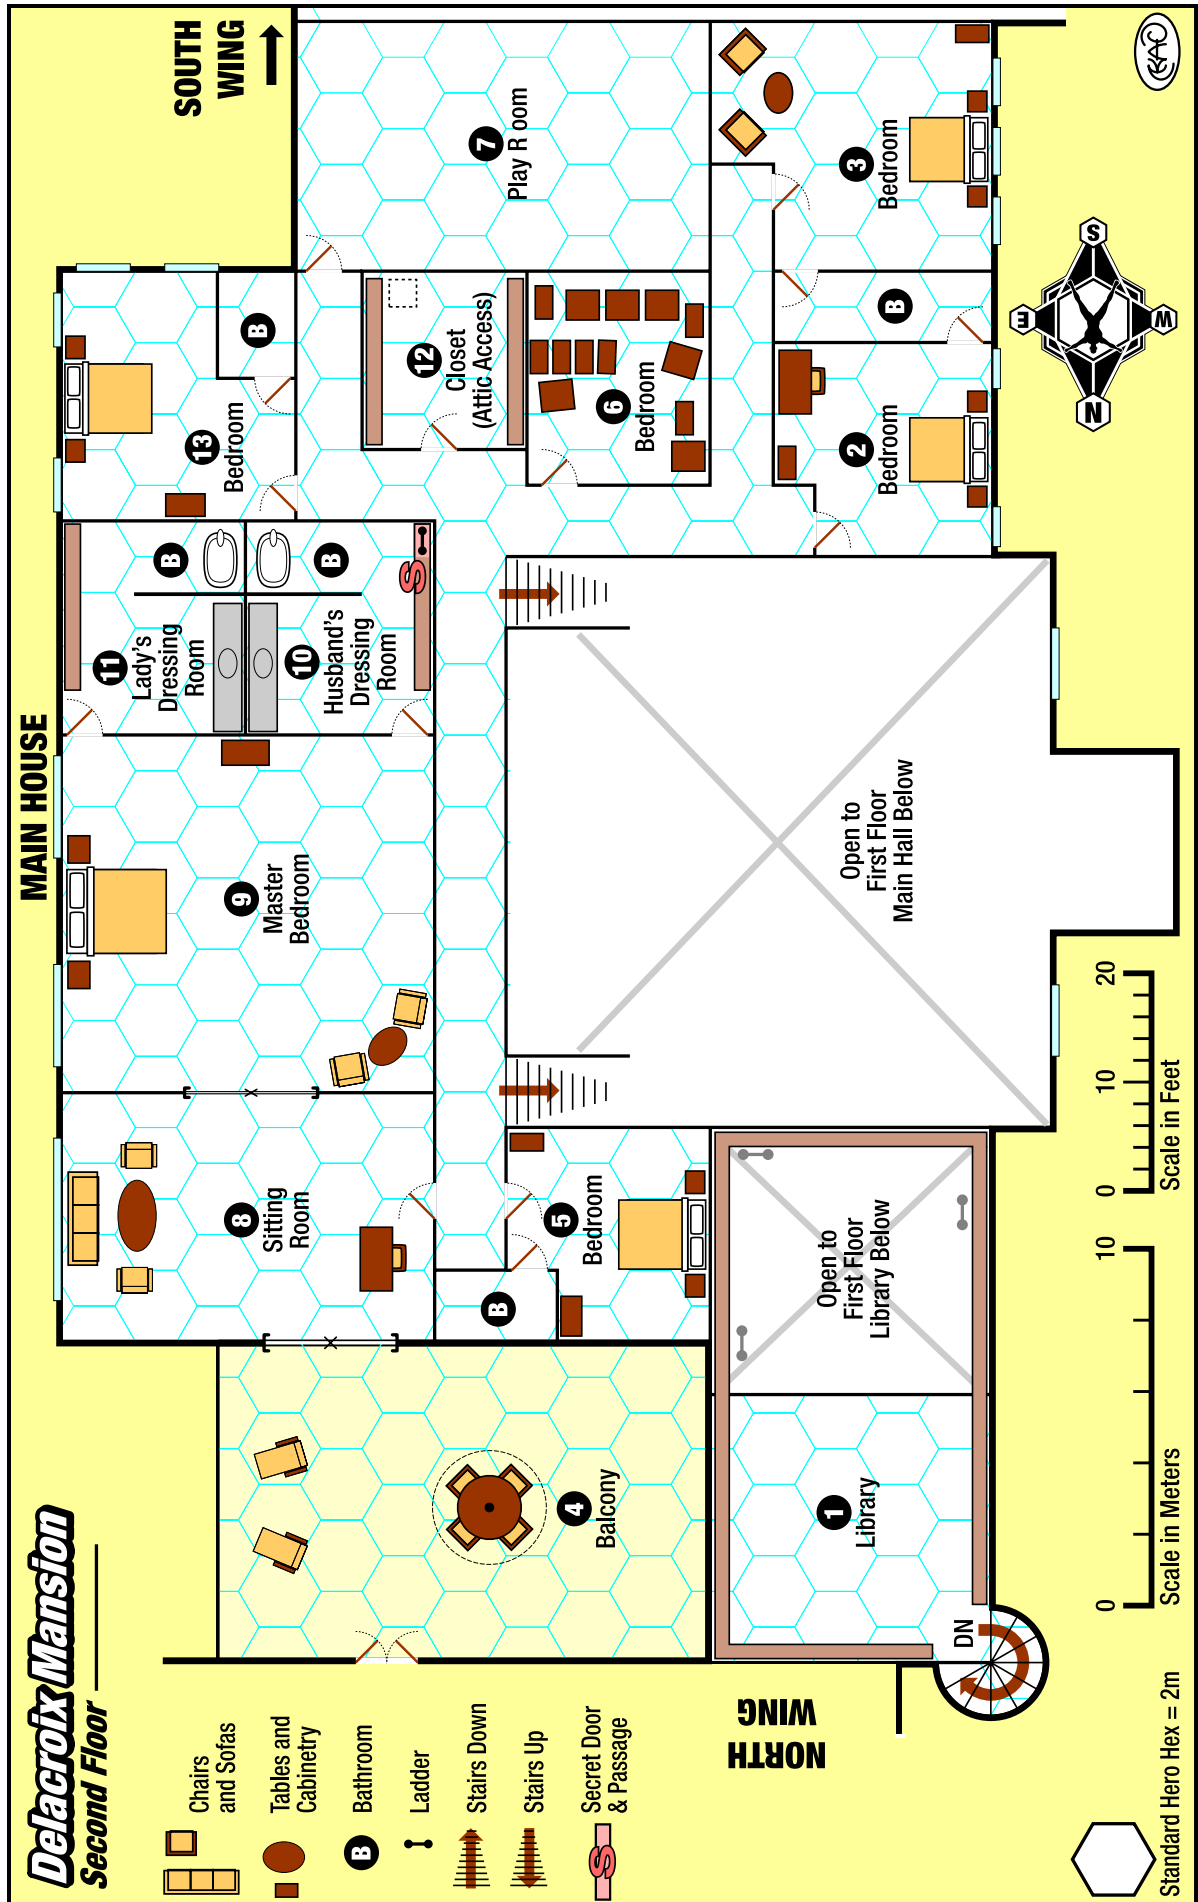 Delacroix Mansion
Second Floor
MAIN HOUSE
SOUTH
WING
NORTH
WING
Chairs
and Sofas
Tables and
Cabinetry
B
Bathroom
Ladder
Stairs Down
Stairs Up
S
Secret Door
& Passage
8
Sitting
Room
9
Master
Bedroom
11
Lady's
Dressing
Room
B
10
Husband's
Dressing
Room
B
S
13
Bedroom
B
4
Balcony
B
5
Bedroom
12
Closet
(Attic Access)
6
Bedroom
7
Play R oom
1
Library
DN
Open to
First Floor
Library Below
Open to
First Floor
Main Hall Below
2
Bedroom
B
3
Bedroom
N
E
W
S
Standard Hero Hex = 2m
0
10
Scale in Meters
0
10
20
Scale in Feet
KAC